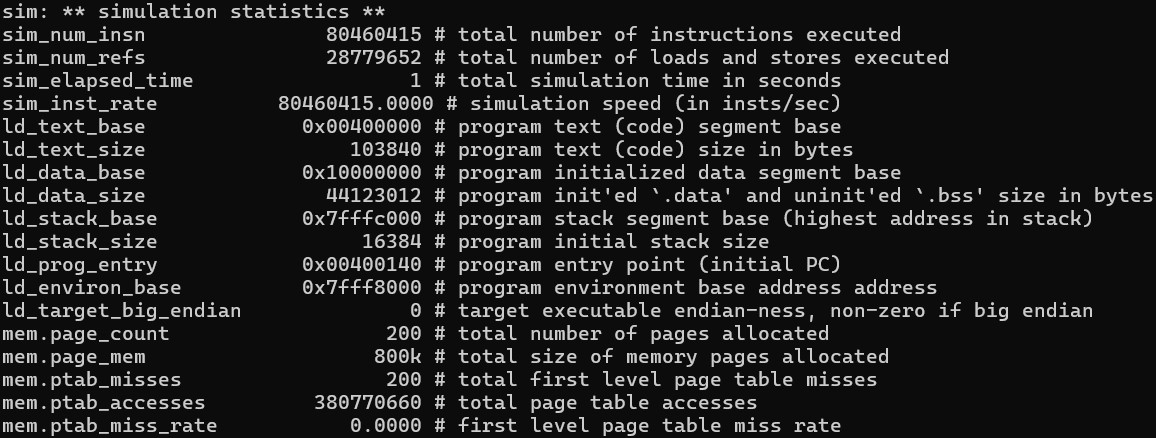 sim: ** simulation statistics **
sim_num_insn 80460415 # total number of instructions executed
sim_num_refs 28779652 # total number of loads and stores executed
sim_elapsed_time 1 # total simulation time in seconds
sim_inst_rate 80460415.0000 # simulation speed (in insts/sec)
ld_text_base 0x00400000 # program text (code) segment base
ld_text_size 103840 # program text (code) size in bytes
ld_data_base 0x10000000 # program initialized data segment base
ld_data_size 44123012 # program init'ed `.data' and uninit'ed `.bss' size in bytes
ld_stack_base 0x7fffc000 # program stack segment base (highest address in stack)
ld_stack_size 16384 # program initial stack size
ld_prog_entry 0x00400140 # program entry point (initial PC)
ld_environ_base 0x7fff8000 # program environment base address address
ld_target_big_endian 0 # target executable endian-ness, non-zero if big endian
mem.page_count 200 # total number of pages allocated
mem.page_mem 800k # total size of memory pages allocated
mem.ptab_misses 200 # total first level page table misses
mem.ptab_accesses 380770660 # total page table accesses
mem.ptab_miss_rate 0.0000 # first level page table miss rate